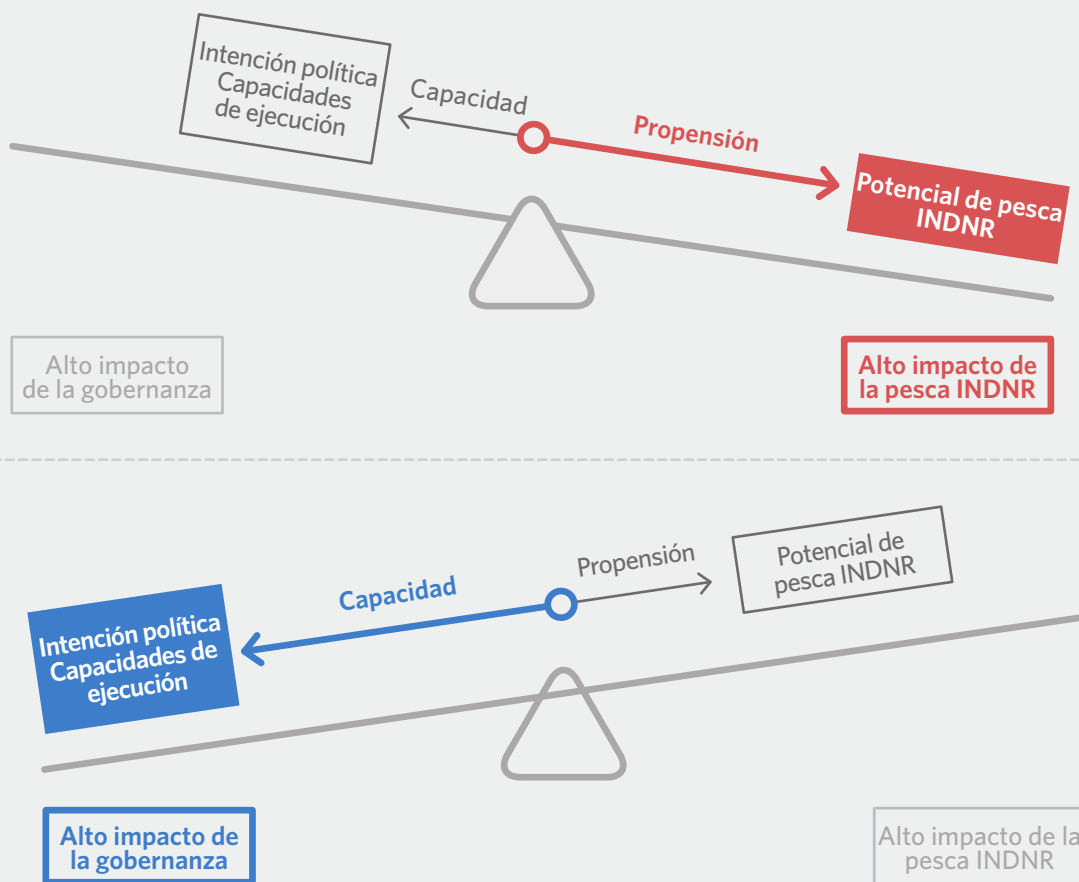 Intención política
Capacidades
de ejecución
Capacidad
Propensión
Potencial de pesca
INDNR
Alto impacto
de la gobernanza
Alto impacto de
la pesca INDNR
Intención política
Capacidades de
ejecución
Capacidad
Propensión
Potencial de
pesca INDNR
Alto impacto de
la gobernanza
Alto impacto de la
pesca INDNR